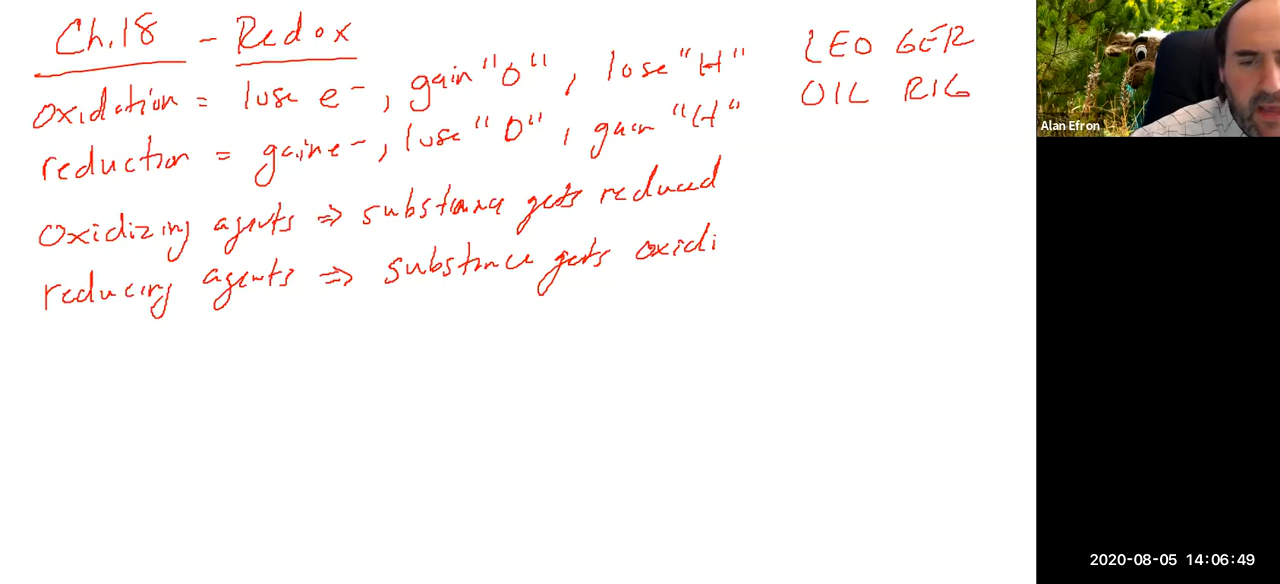 Ch. 18 - Redox
oxidation = lose e-, gain "O", lose "H"
reduction = gain e-, lose "O", gain "H"
oxidizing agents ⇒ substance gets reduced
reducing agents ⇒ substance gets oxidi
LEO GER
OIL RIG
Alan Efron
2020-08-05 14:06:49